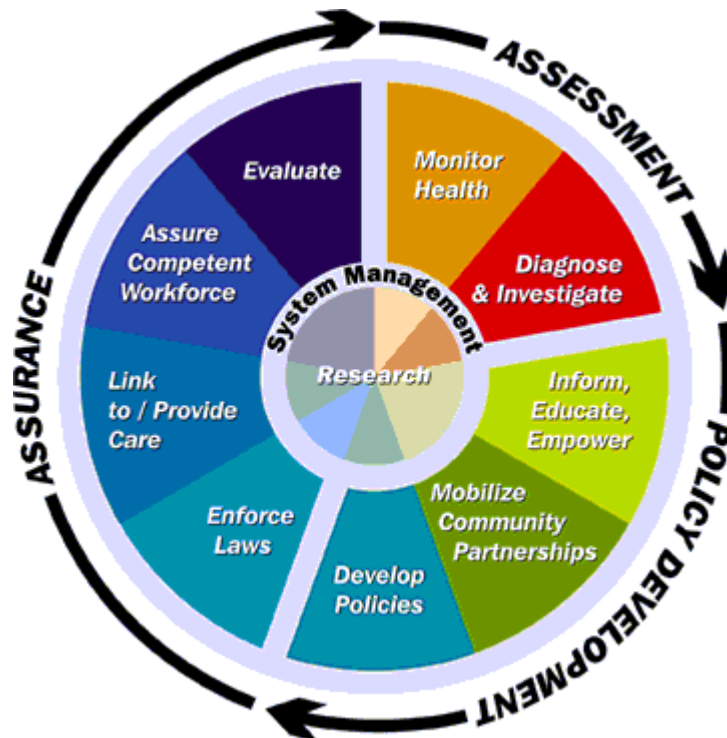 ASSESSMENT
Monitor
Health
Diagnose
& Investigate
POLICY DEVELOPMENT
Inform,
Educate,
Empower
Mobilize
Community
Partnerships
Develop
Policies
ASSURANCE
Enforce
Laws
Link
to / Provide
Care
Assure
Competent
Workforce
Evaluate
System Management
Research